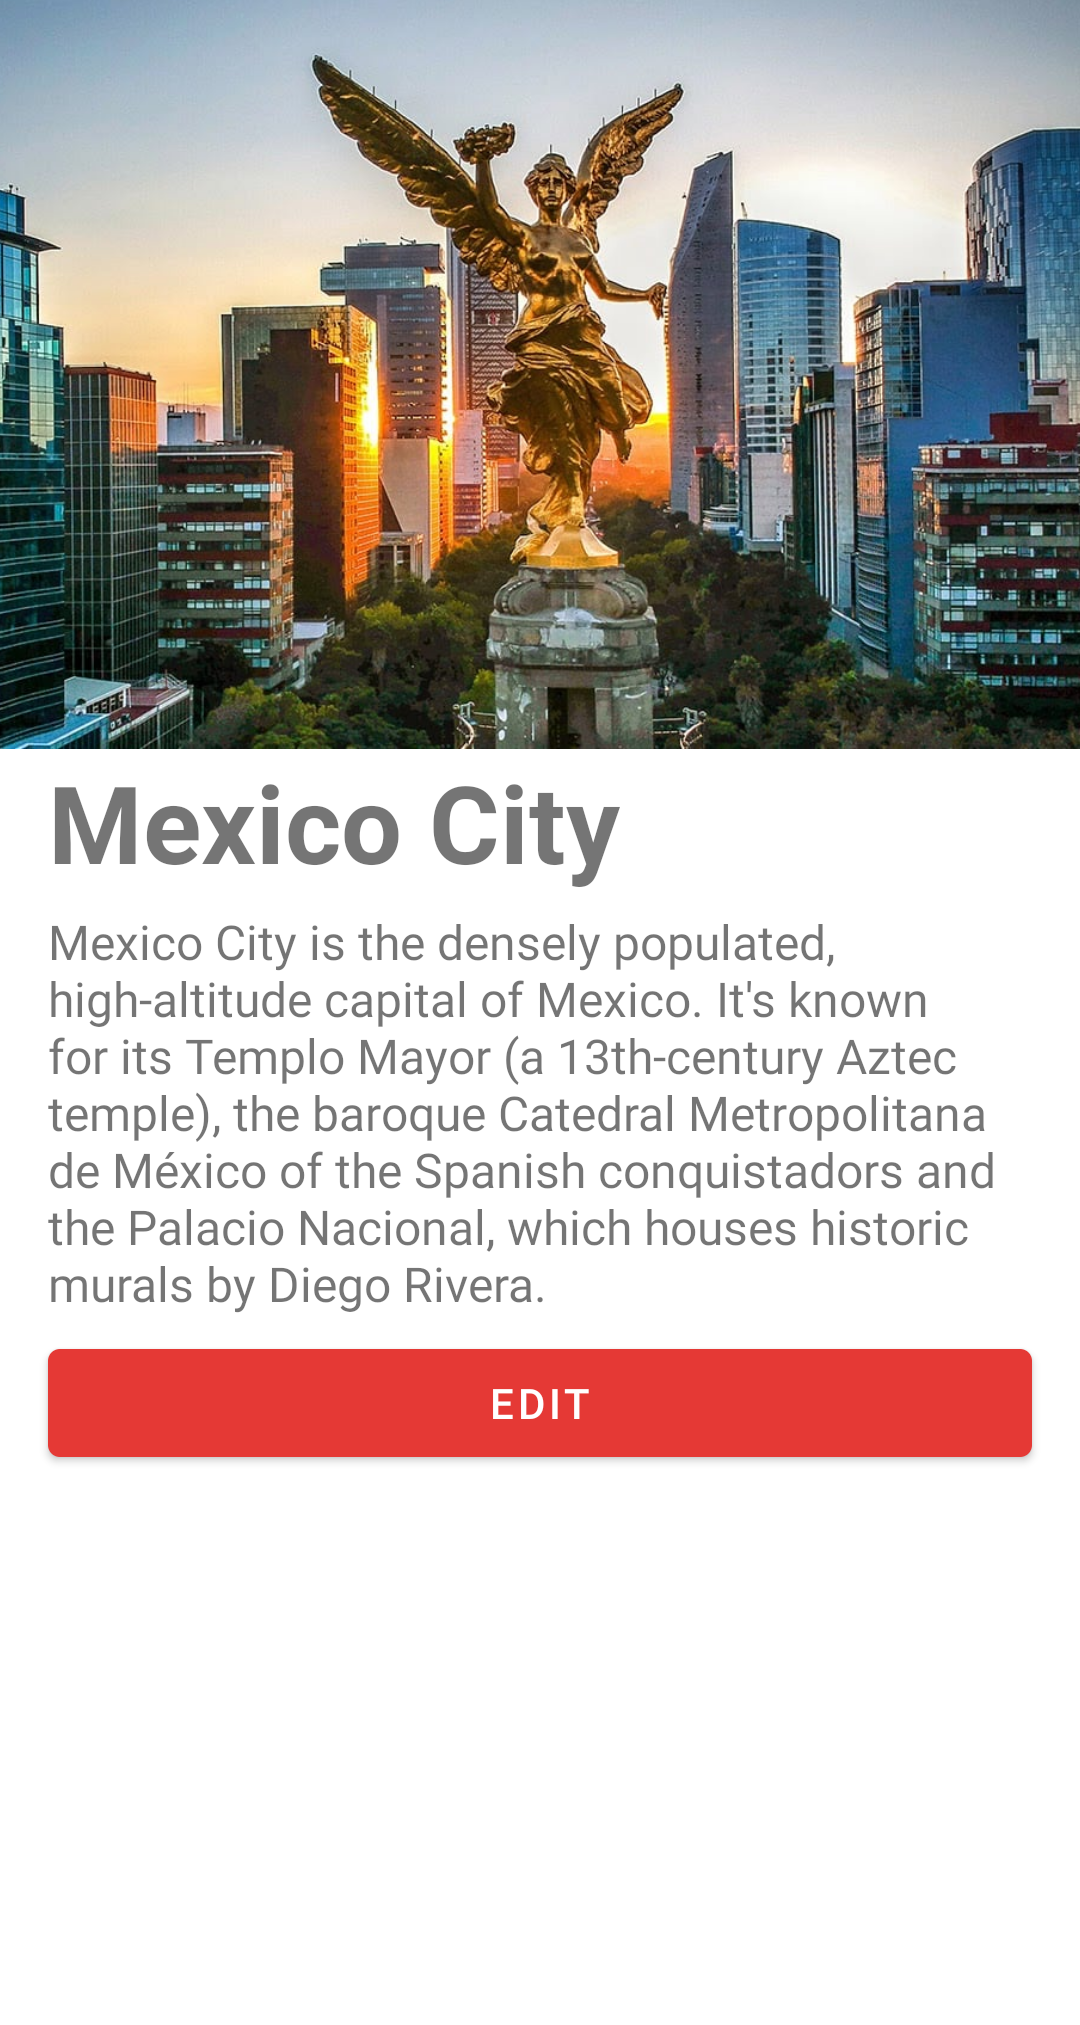 Mexico City
Mexico City is the densely populated,
high-altitude capital of Mexico. It's known
for its Templo Mayor (a 13th-century Aztec
temple), the baroque Catedral Metropolitana
de México of the Spanish conquistadors and
the Palacio Nacional, which houses historic
murals by Diego Rivera.
EDIT